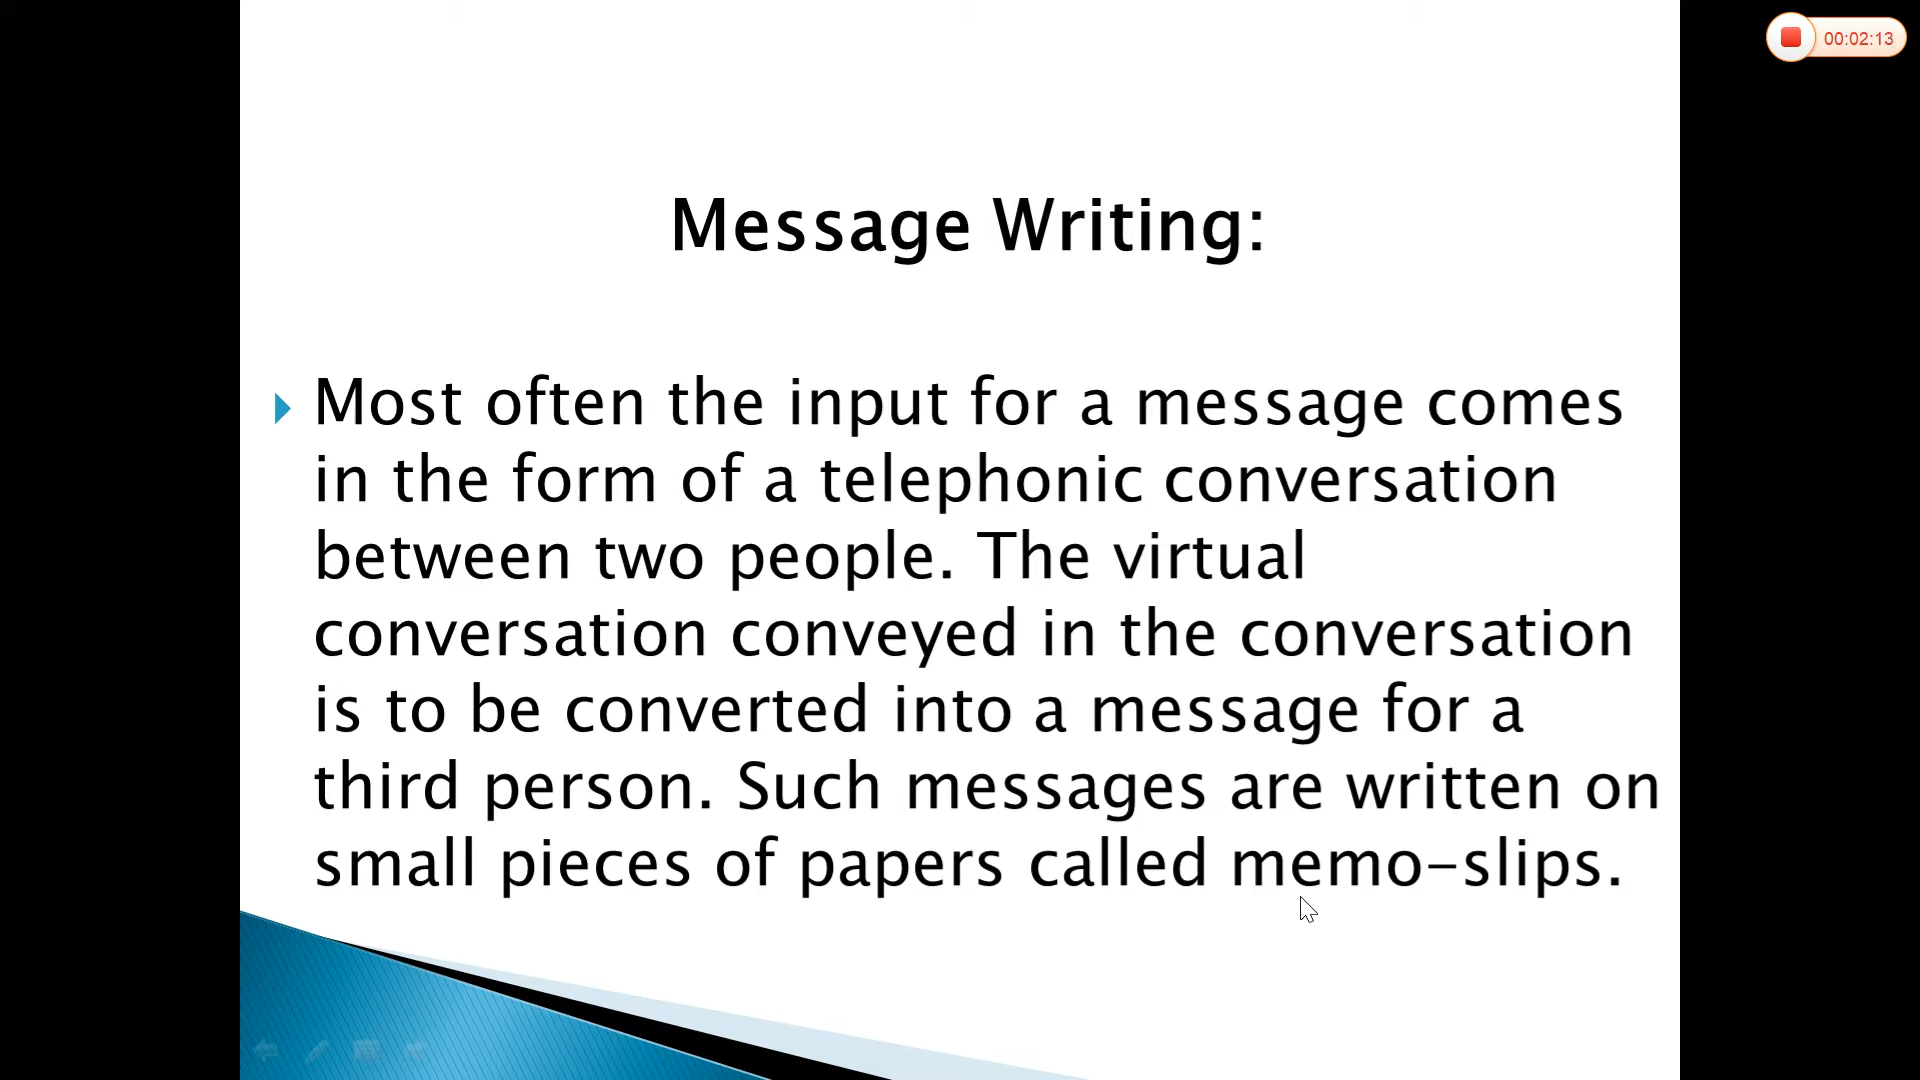 00:02:13
Message Writing:
Most often the input for a message comes
in the form of a telephonic conversation
between two people. The virtual
conversation conveyed in the conversation
is to be converted into a message for a
third person. Such messages are written on
small pieces of papers called memo-slips.